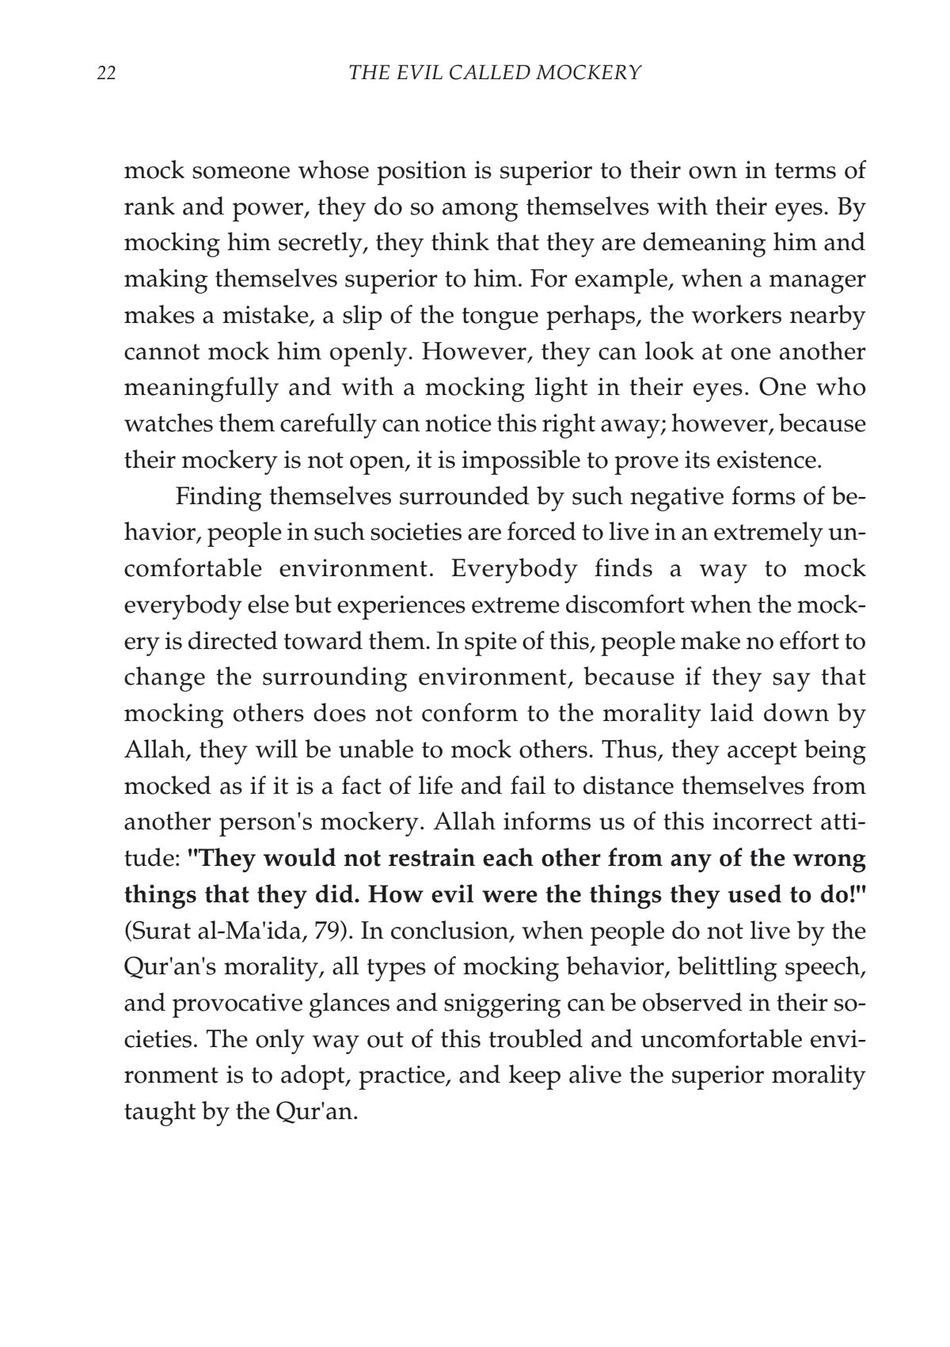 22
THE EVIL CALLED MOCKERY
mock someone whose position is superior to their own in terms of
rank and power, they do so among themselves with their eyes. By
mocking him secretly, they think that they are demeaning him and
making themselves superior to him. For example, when a manager
makes a mistake, a slip of the tongue perhaps, the workers nearby
cannot mock him openly. However, they can look at one another
meaningfully and with a mocking light in their eyes. One who
watches them carefully can notice this right away; however, because
their mockery is not open, it is impossible to prove its existence.
Finding themselves surrounded by such negative forms of be-
havior, people in such societies are forced to live in an extremely un-
comfortable environment. Everybody finds a way to mock
everybody else but experiences extreme discomfort when the mock-
ery is directed toward them. In spite of this, people make no effort to
change the surrounding environment, because if they say that
mocking others does not conform to the morality laid down by
Allah, they will be unable to mock others. Thus, they accept being
mocked as if it is a fact of life and fail to distance themselves from
another person's mockery. Allah informs us of this incorrect atti-
tude: "They would not restrain each other from any of the wrong
things that they did. How evil were the things they used to do!"
(Surat al-Ma'ida, 79). In conclusion, when people do not live by the
Qur'an's morality, all types of mocking behavior, belittling speech,
and provocative glances and sniggering can be observed in their so-
cieties. The only way out of this troubled and uncomfortable envi-
ronment is to adopt, practice, and keep alive the superior morality
taught by the Qur'an.